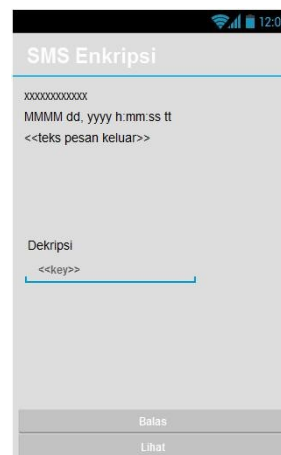 12:0
SMS Enkripsi
xxxxxxxxxxxx
MMMM dd, yyyy h:mm:ss tt
<<teks pesan keluar>>
Dekripsi
<<key>>
Balas
Lihat